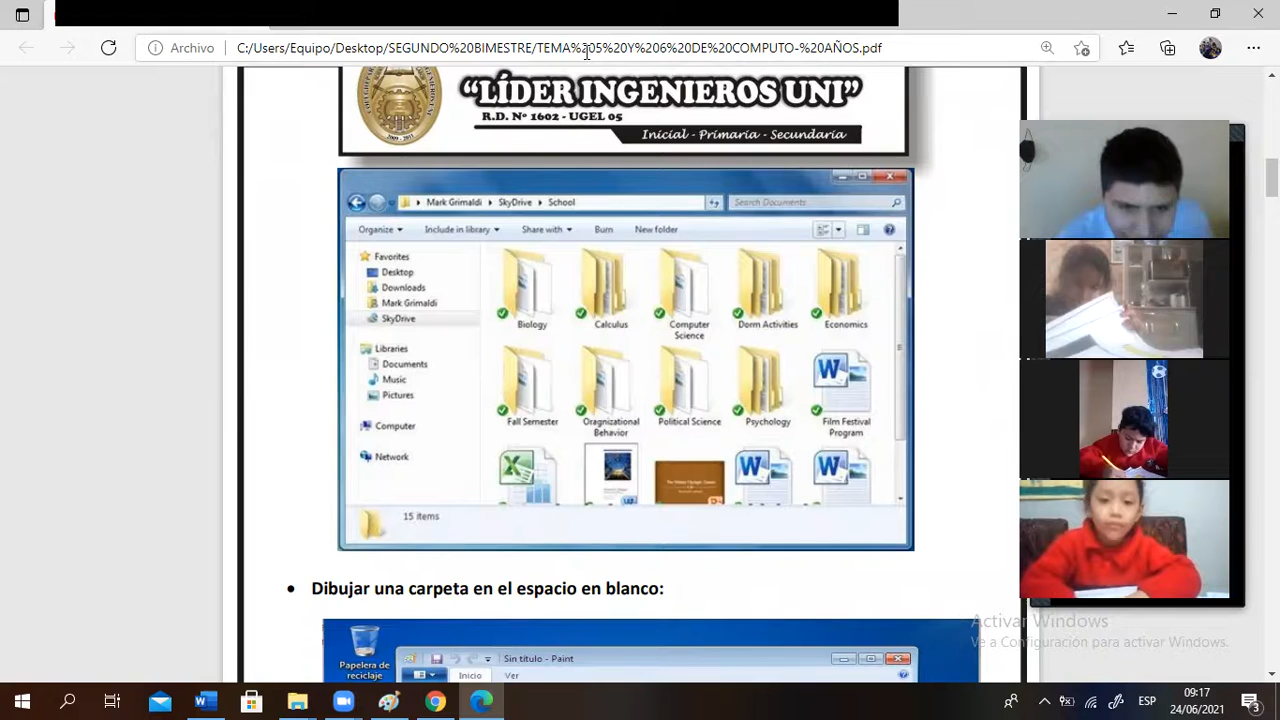 Archivo
C:/Users/Equipo/Desktop/SEGUNDO%20BIMESTRE/TEMA%205%20Y%206%20DE%20COMPUTO-%20AÑOS.pdf
“LÍDER INGENIEROS UNI”
R.D. Nº 1602 - UGEL 05
Inicial - Primaria - Secundaria
Mark Grimaldi SkyDrive School
Search Documents
Organize Include in library Share with Burn New folder
Favorites
Desktop
Downloads
Mark Grimaldi
SkyDrive
Libraries
Documents
Music
Pictures
Computer
Network
Biology
Calculus
Computer Science
Dorm Activities
Economics
Fall Semester
Oragnizational Behavior
Political Science
Psychology
Film Festival Program
15 items
• Dibujar una carpeta en el espacio en blanco:
Papelera de reciclaje
Sin título - Paint
Inicio Ver
Activar Windows
Ve a Configuración para activar Windows.
ESP
09:17
24/06/2021
3